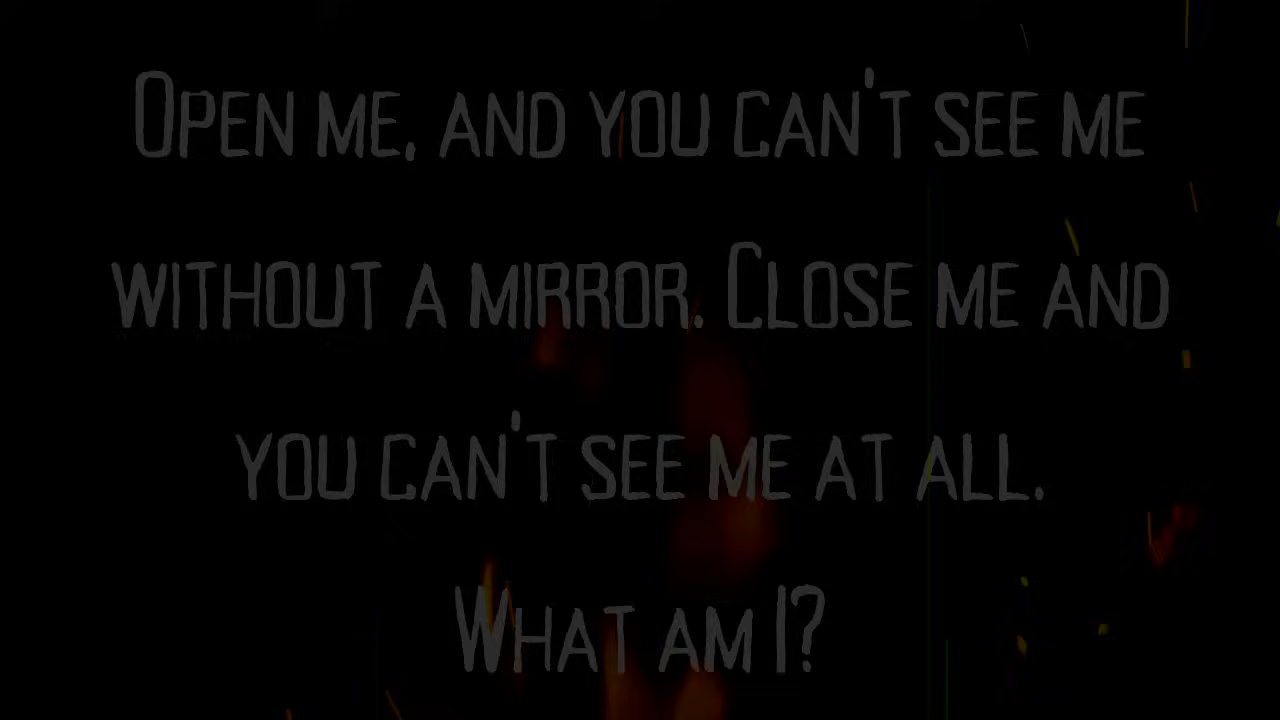 Open me, and you can't see me
without a mirror. Close me and
you can't see me at all.
What am I?